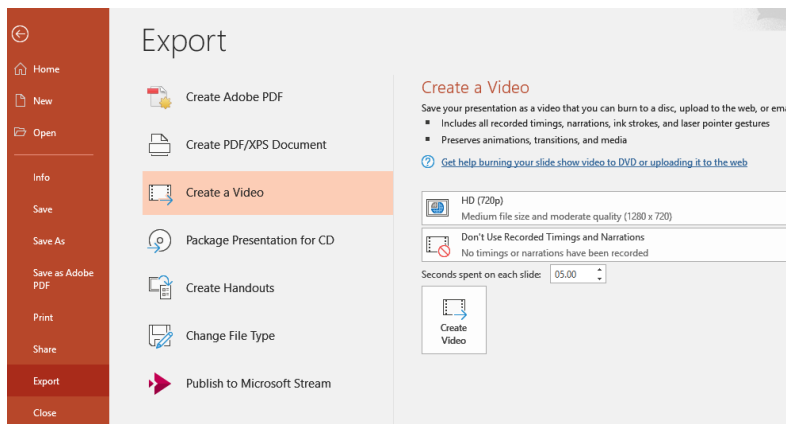 Export
Home
New
Open
Info
Save
Save As
Save as Adobe
PDF
Print
Share
Export
Close
Create Adobe PDF
Create PDF/XPS Document
Create a Video
Package Presentation for CD
Create Handouts
Change File Type
Publish to Microsoft Stream
Create a Video
Save your presentation as a video that you can burn to a disc, upload to the web, or ema
Includes all recorded timings, narrations, ink strokes, and laser pointer gestures
Preserves animations, transitions, and media
Get help burning your slide show video to DVD or uploading it to the web
HD (720p)
Medium file size and moderate quality (1280 x 720)
Don't Use Recorded Timings and Narrations
No timings or narrations have been recorded
Seconds spent on each slide: 05.00
Create
Video